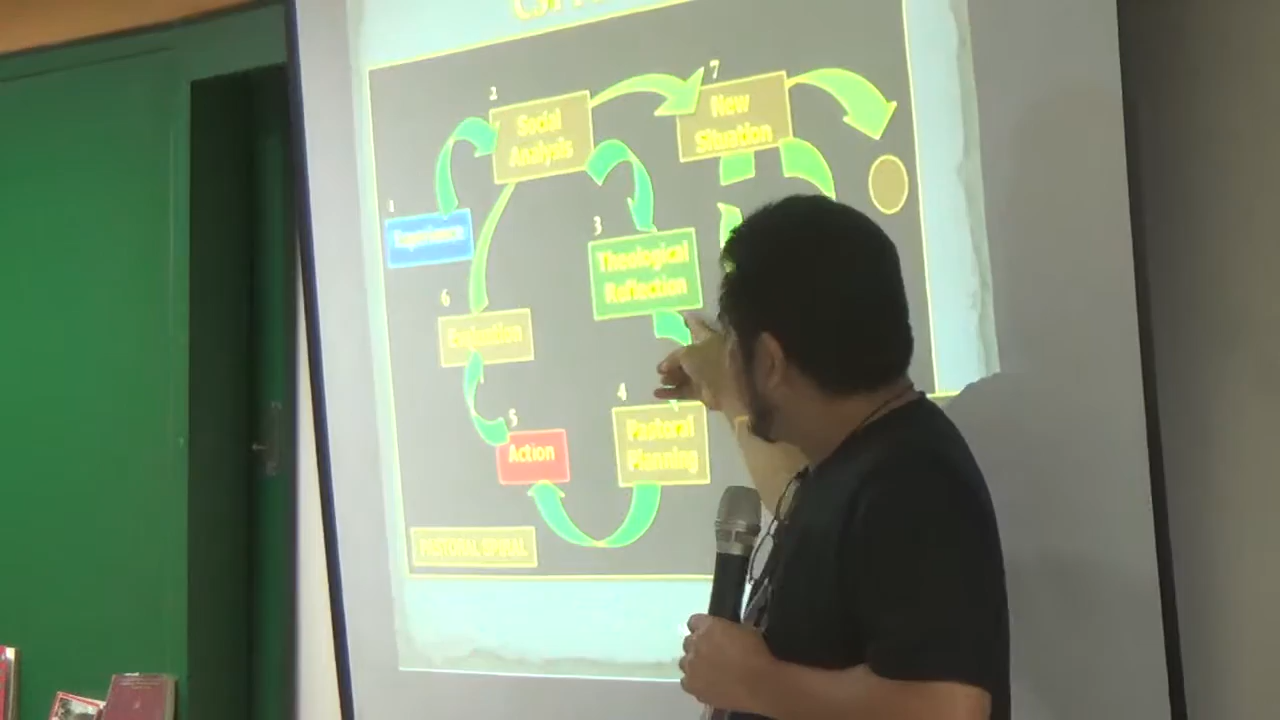 2
7
Social
Analysis
New
Situation
1
Experience
3
Theological
Reflection
6
Evaluation
4
5
Pastoral
Planning
Action
PASTORAL SPIRAL